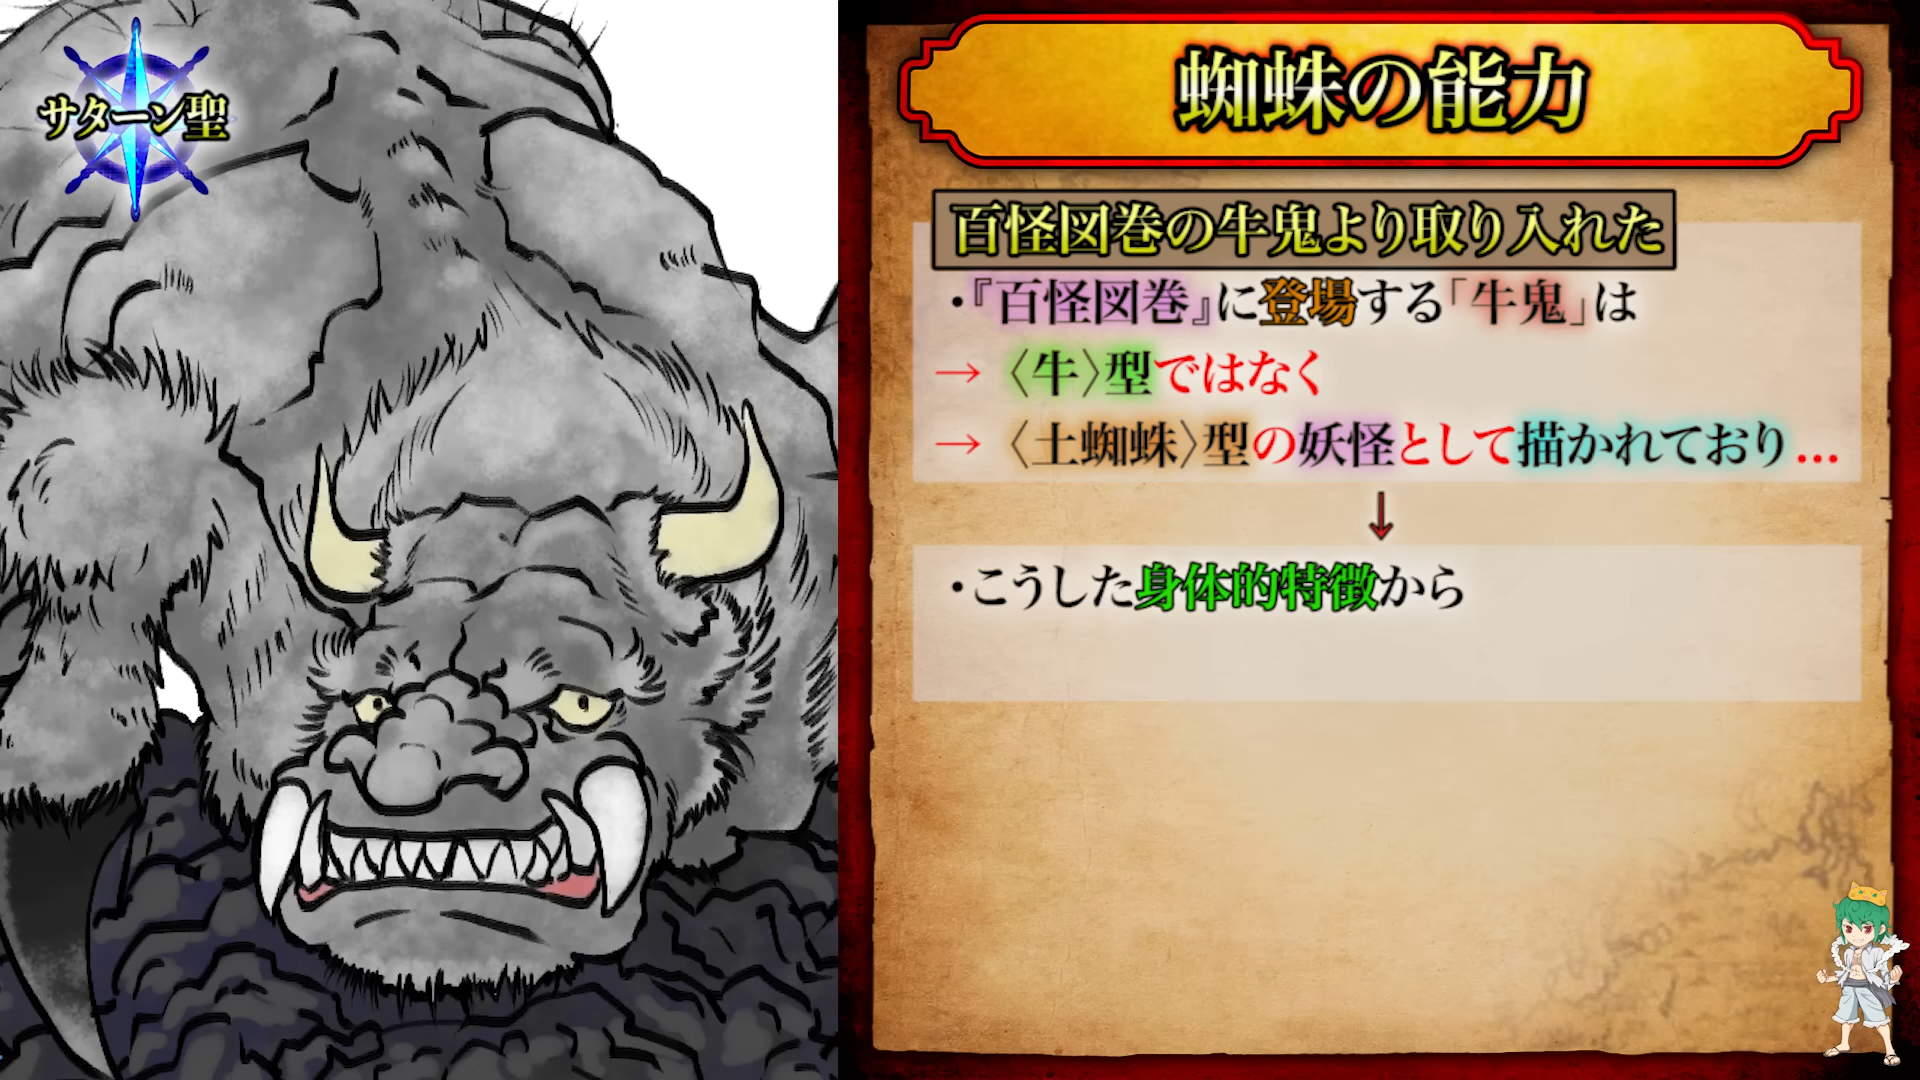 サターン聖
蜘蛛の能力
百怪図巻の牛鬼より取り入れた
・『百怪図巻』に登場する「牛鬼」は
→〈牛〉型ではなく
→〈土蜘蛛〉型の妖怪として描かれており…
↓
・こうした身体的特徴から